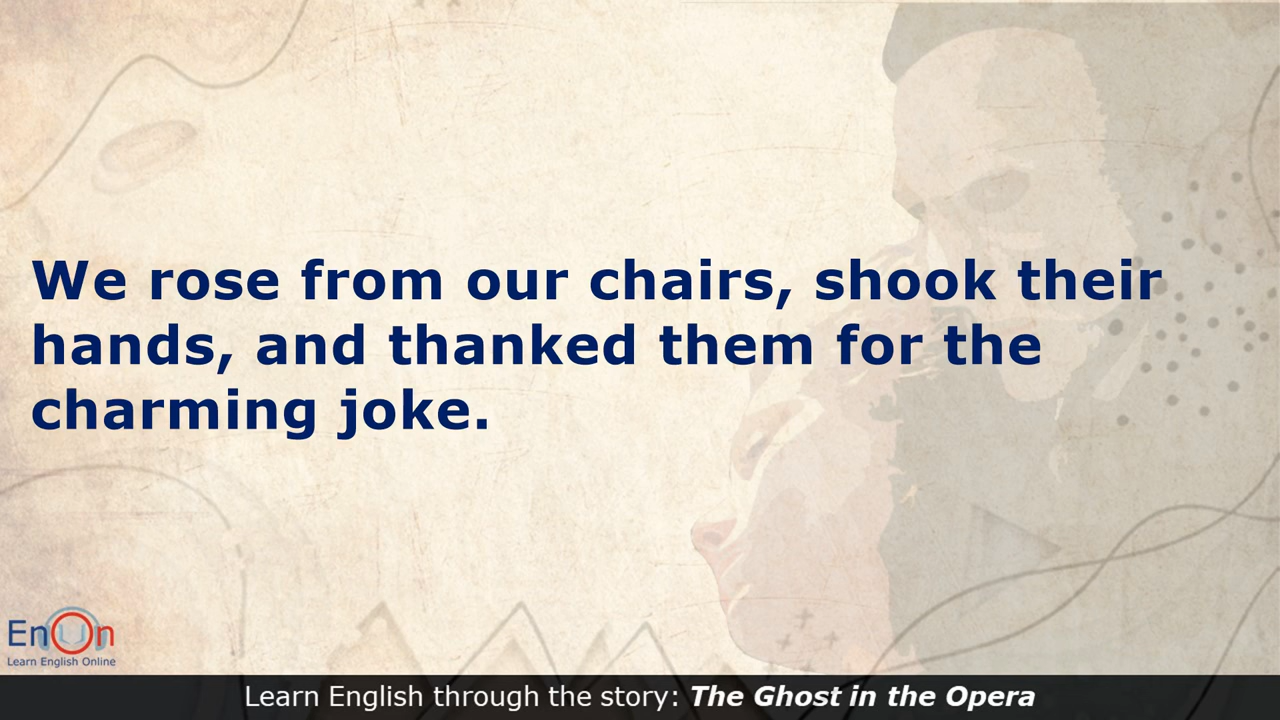 We rose from our chairs, shook their
hands, and thanked them for the
charming joke.
EnOn
Learn English Online
Learn English through the story: The Ghost in the Opera